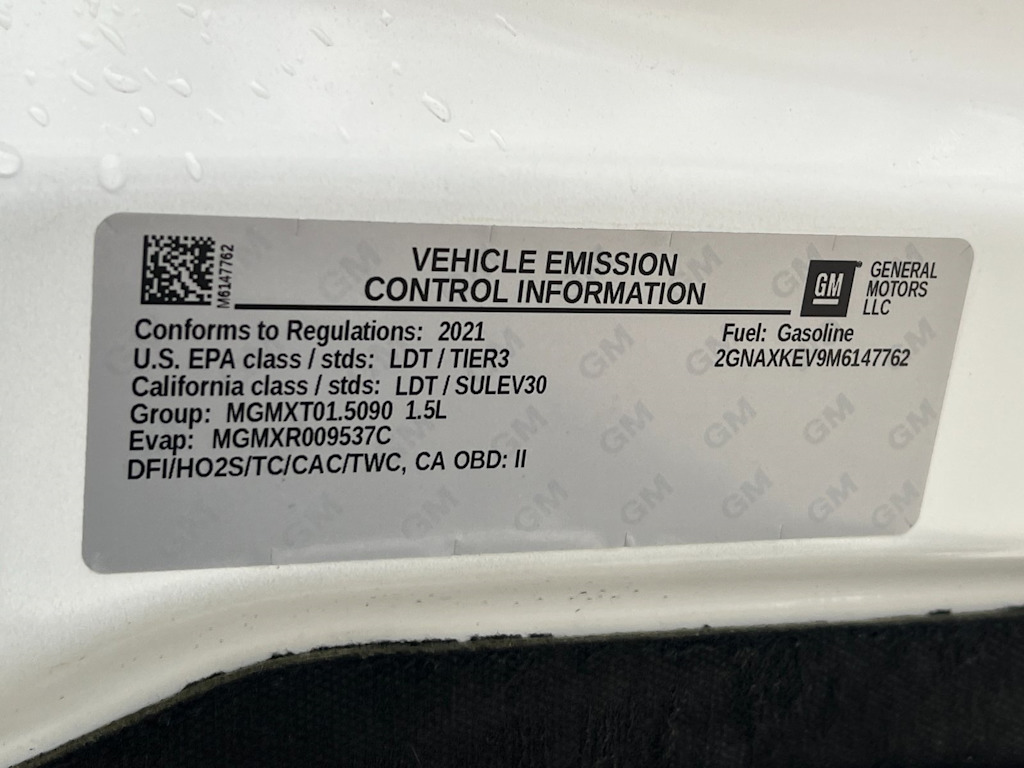 M6147762
VEHICLE EMISSION
CONTROL INFORMATION
GM
GENERAL
MOTORS
LLC
Conforms to Regulations: 2021
U.S. EPA class / stds: LDT / TIER3
California class / stds: LDT / SULEV30
Group: MGMXT01.5090 1.5L
Evap: MGMXR009537C
DFI/HO2S/TC/CAC/TWC, CA OBD: II
Fuel: Gasoline
2GNAXKEV9M6147762